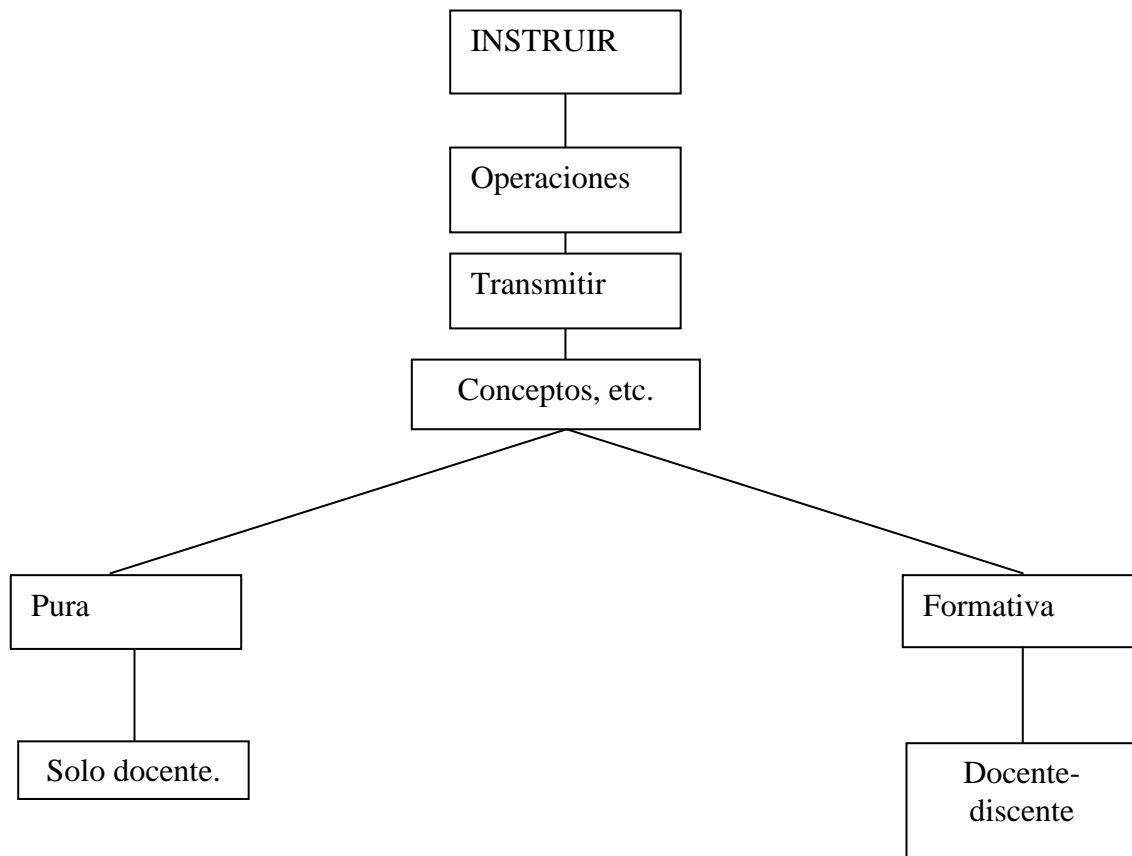 INSTRUIR
Operaciones
Transmitir
Conceptos, etc.
Pura
Formativa
Solo docente.
Docente-
discente